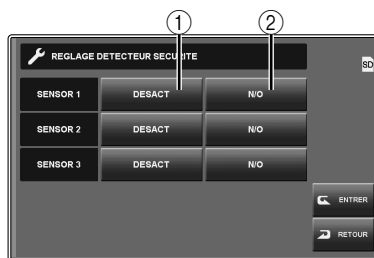 ① ②
REGLAGE DETECTEUR SECURITE
SD
SENSOR 1 DESACT N/O
SENSOR 2 DESACT N/O
SENSOR 3 DESACT N/O
ENTRER
RETOUR